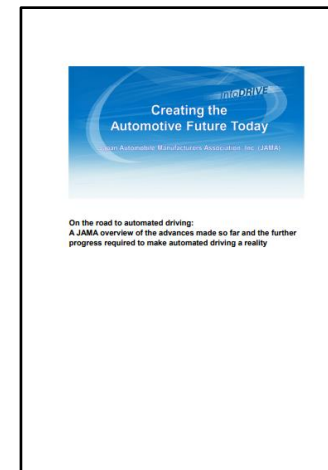 infoDRIVE
Creating the
Automotive Future Today
Japan Automobile Manufacturers Association, Inc. (JAMA)
On the road to automated driving:
A JAMA overview of the advances made so far and the further
progress required to make automated driving a reality